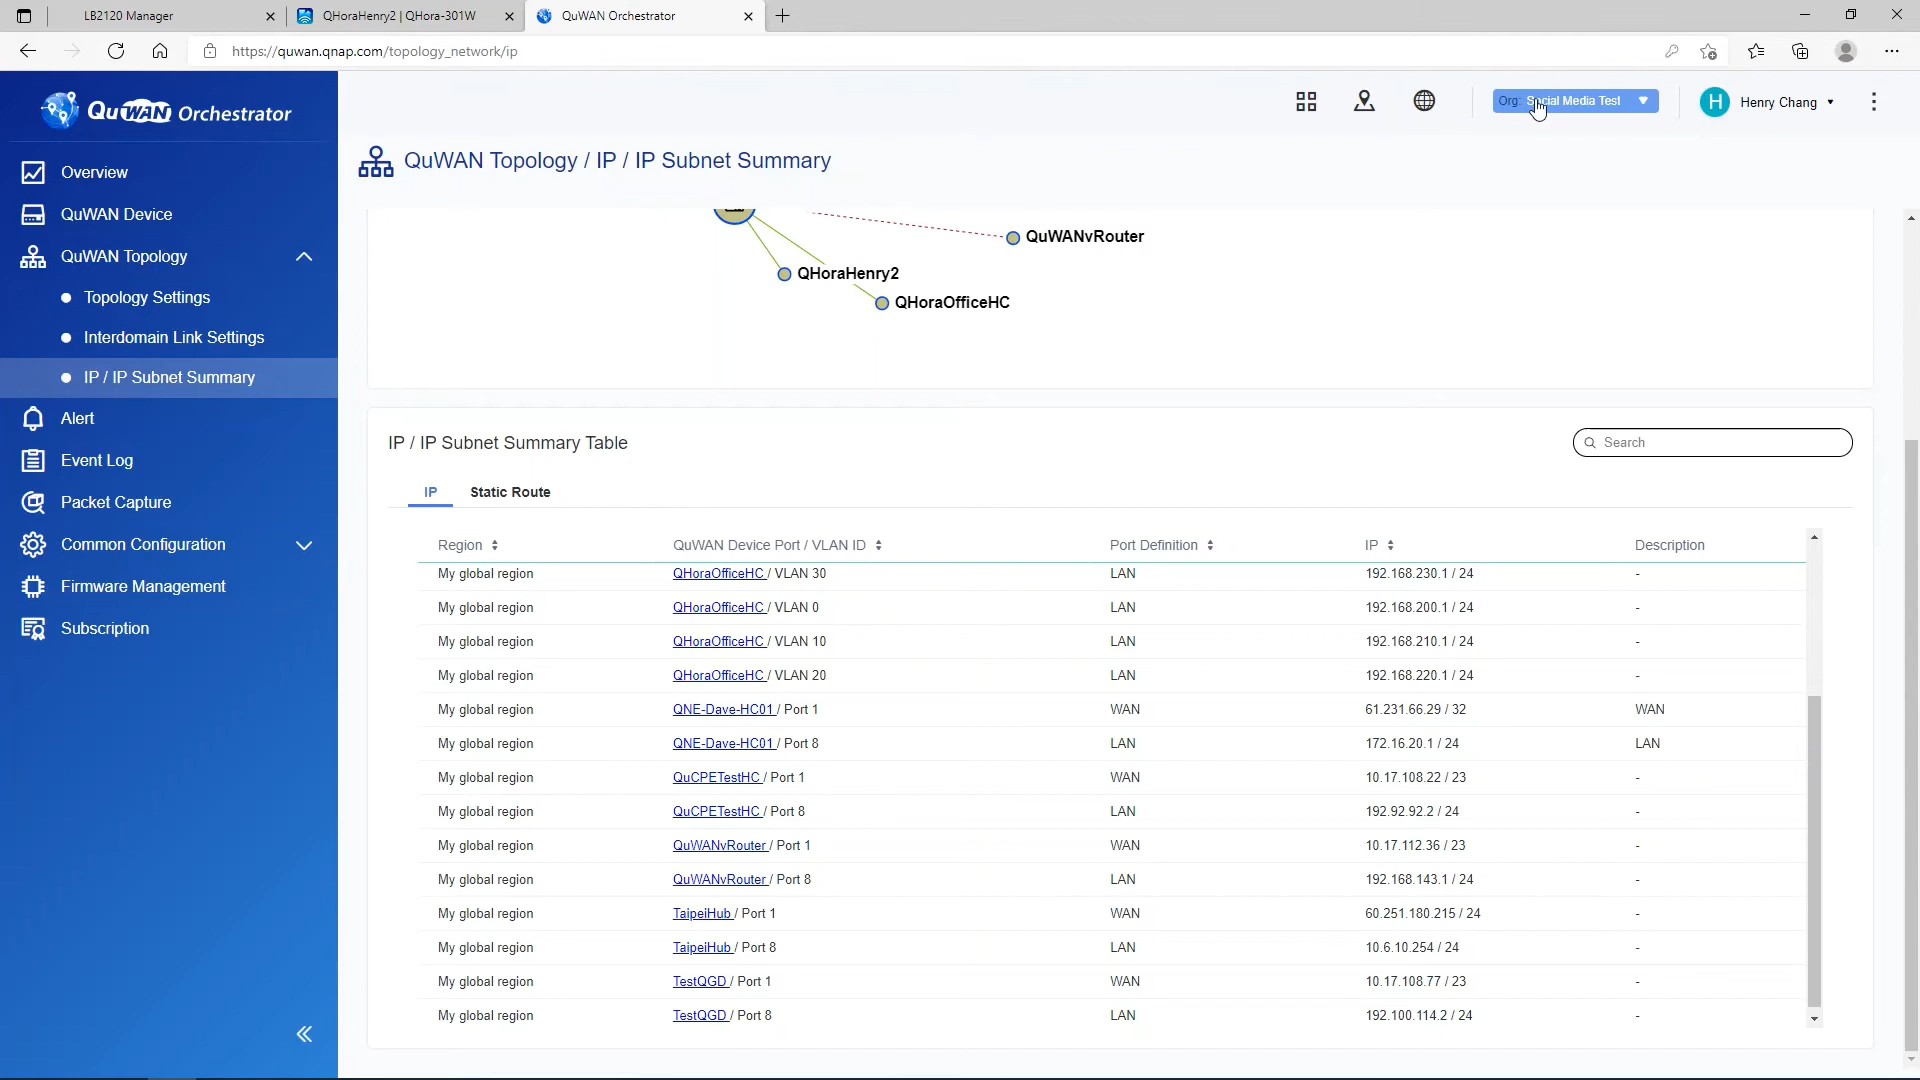 LB2120 Manager
QHoraHenry2 | QHora-301W
QuWAN Orchestrator
https://quwan.qnap.com/topology_network/ip
QuWAN Orchestrator
Org: Social Media Test
H Henry Chang
Overview
QuWAN Device
QuWAN Topology
Topology Settings
Interdomain Link Settings
IP / IP Subnet Summary
Alert
Event Log
Packet Capture
Common Configuration
Firmware Management
Subscription
QuWAN Topology / IP / IP Subnet Summary
QuWANvRouter
QHoraHenry2
QHoraOfficeHC
IP / IP Subnet Summary Table
Search
IP Static Route
Region QuWAN Device Port / VLAN ID Port Definition IP Description
My global region QHoraOfficeHC / VLAN 30 LAN 192.168.230.1 / 24 -
My global region QHoraOfficeHC / VLAN 0 LAN 192.168.200.1 / 24 -
My global region QHoraOfficeHC / VLAN 10 LAN 192.168.210.1 / 24 -
My global region QHoraOfficeHC / VLAN 20 LAN 192.168.220.1 / 24 -
My global region QNE-Dave-HC01 / Port 1 WAN 61.231.66.29 / 32 WAN
My global region QNE-Dave-HC01 / Port 8 LAN 172.16.20.1 / 24 LAN
My global region QuCPETestHC / Port 1 WAN 10.17.108.22 / 23 -
My global region QuCPETestHC / Port 8 LAN 192.92.92.2 / 24 -
My global region QuWANvRouter / Port 1 WAN 10.17.112.36 / 23 -
My global region QuWANvRouter / Port 8 LAN 192.168.143.1 / 24 -
My global region TaipeiHub / Port 1 WAN 60.251.180.215 / 24 -
My global region TaipeiHub / Port 8 LAN 10.6.10.254 / 24 -
My global region TestQGD / Port 1 WAN 10.17.108.77 / 23 -
My global region TestQGD / Port 8 LAN 192.100.114.2 / 24 -